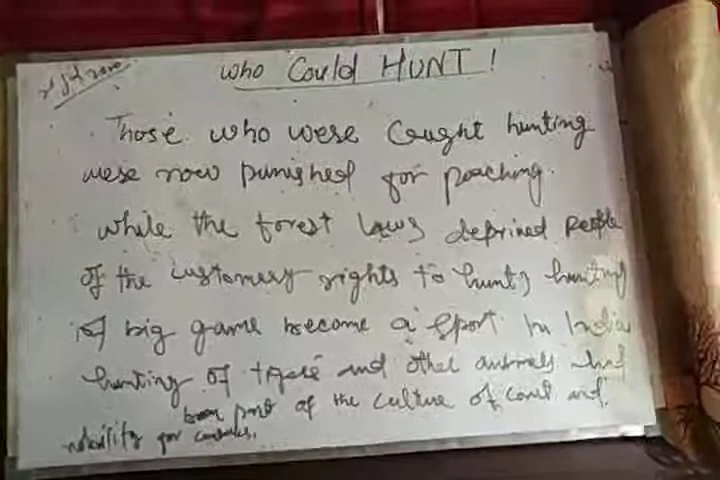 Who Could HUNT!
Those who were Caught hunting
were now punished for poaching.
while the forest laws deprived people
of the customery rights to hunt, hunting
of big game become a sport in India
hunting of tigers and other animals had
been part of the culture of court and
nobility for centuries.